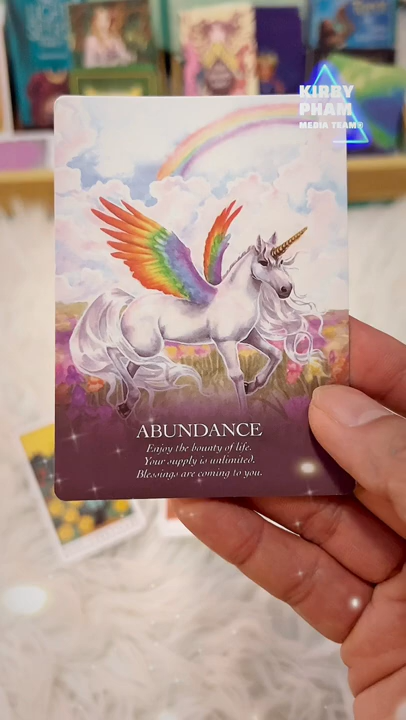 KIRBY
PHAM
MEDIA TEAM®
ABUNDANCE
Enjoy the bounty of life.
Your supply is unlimited.
Blessings are coming to you.